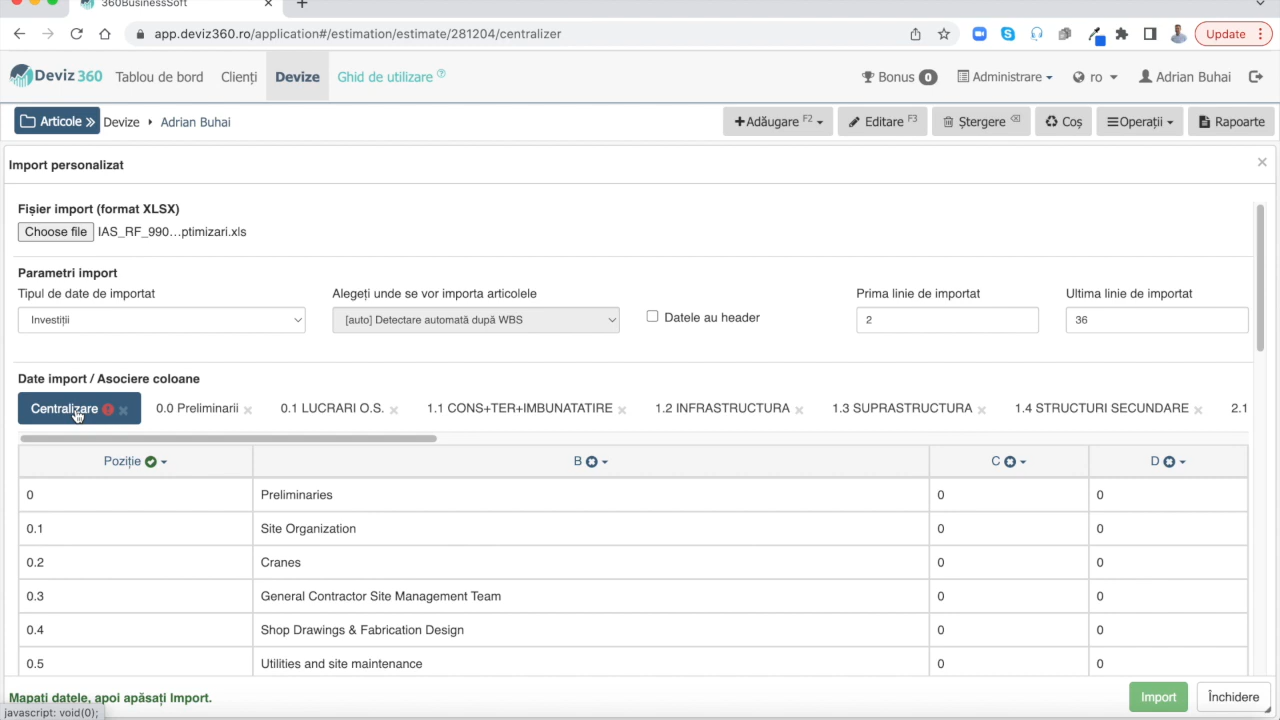 360BusinessSoft
app.deviz360.ro/application#/estimation/estimate/281204/centralizer
Update
Deviz 360 Tablou de bord Clienți Devize Ghid de utilizare Bonus 0 Administrare ro Adrian Buhai
Articole Devize Adrian Buhai Adăugare F2 Editare F3 Ștergere Coș Operații Rapoarte
Import personalizat
Fișier import (format XLSX)
Choose file IAS_RF_990...ptimizari.xls
Parametri import
Tipul de date de importat Alegeți unde se vor importa articolele Prima linie de importat Ultima linie de importat
Investiții [auto] Detectare automată după WBS Datele au header 2 36
Date import / Asociere coloane
Centralizare 0.0 Preliminarii 0.1 LUCRARI O.S. 1.1 CONS+TER+IMBUNATATIRE 1.2 INFRASTRUCTURA 1.3 SUPRASTRUCTURA 1.4 STRUCTURI SECUNDARE 2.1
Poziție B C D
0 Preliminaries 0 0
0.1 Site Organization 0 0
0.2 Cranes 0 0
0.3 General Contractor Site Management Team 0 0
0.4 Shop Drawings & Fabrication Design 0 0
0.5 Utilities and site maintenance 0 0
Mapați datele, apoi apăsați Import. Import Închidere
javascript: void(0);